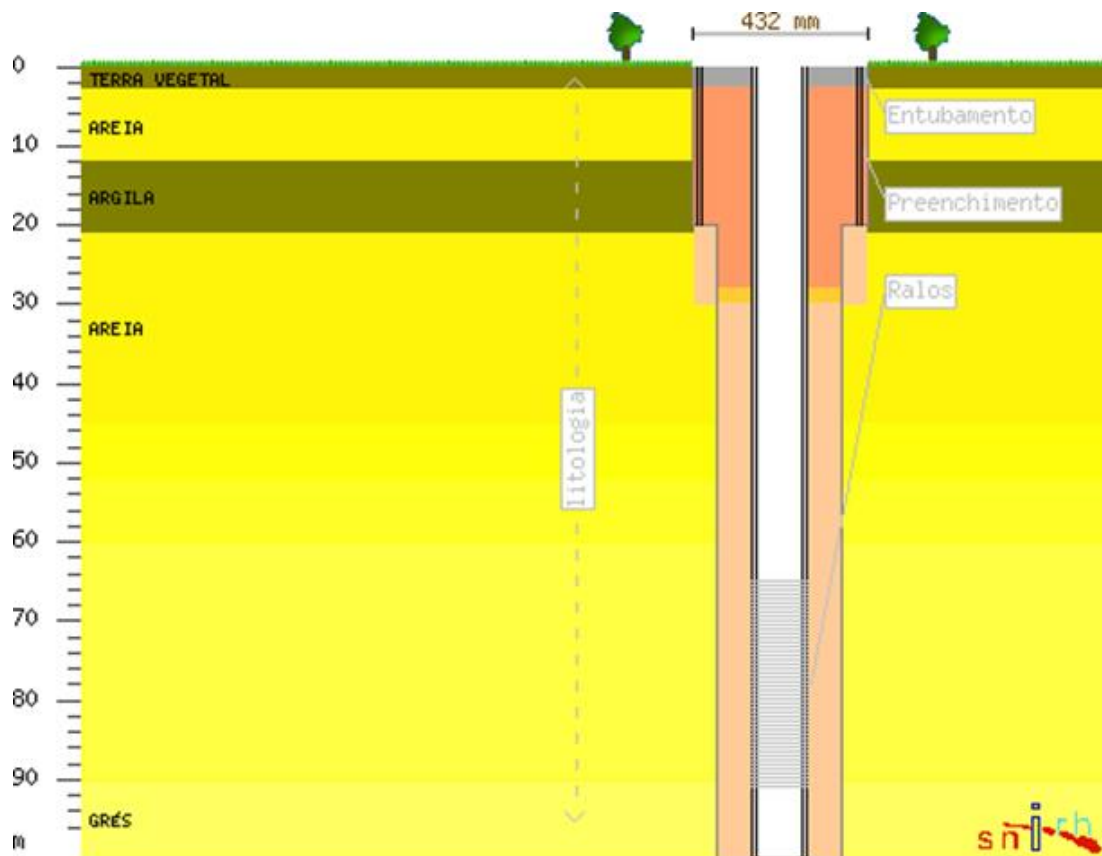 432 mm
0
TERRA VEGETAL
Entubamento
AREIA
10
ARGILA
Preenchimento
20
Ralos
30
AREIA
40
litologia
50
60
70
80
90
GRÉS
m
snirh